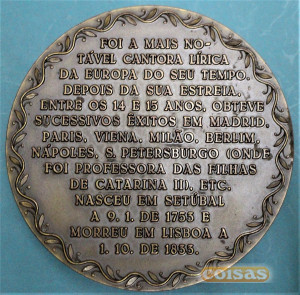 FOI A MAIS NO-
TÁVEL CANTORA LÍRICA
DA EUROPA DO SEU TEMPO.
DEPOIS DA SUA ESTREIA,
ENTRE OS 14 E 15 ANOS, OBTEVE
SUCESSIVOS ÊXITOS EM MADRID,
PARIS, VIENA, MILÃO, BERLIM,
NÁPOLES, S. PETERSBURGO (ONDE
FOI PROFESSORA DAS FILHAS
DE CATARINA II), ETC.
NASCEU EM SETÚBAL
A 9. 1. DE 1753 E
MORREU EM LISBOA A
1. 10. DE 1833.
coisas